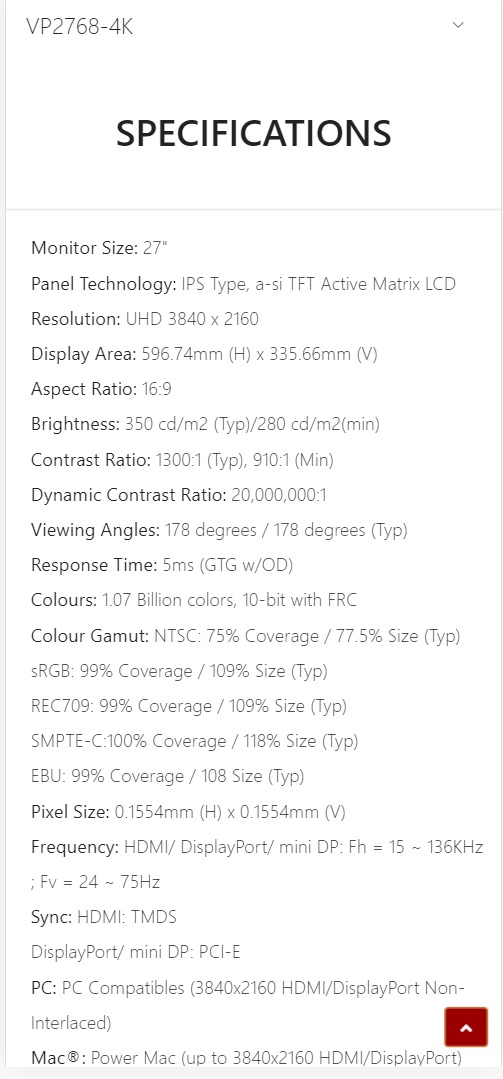 VP2768-4K
SPECIFICATIONS
Monitor Size: 27"
Panel Technology: IPS Type, a-si TFT Active Matrix LCD
Resolution: UHD 3840 x 2160
Display Area: 596.74mm (H) x 335.66mm (V)
Aspect Ratio: 16:9
Brightness: 350 cd/m2 (Typ)/280 cd/m2(min)
Contrast Ratio: 1300:1 (Typ), 910:1 (Min)
Dynamic Contrast Ratio: 20,000,000:1
Viewing Angles: 178 degrees / 178 degrees (Typ)
Response Time: 5ms (GTG w/OD)
Colours: 1.07 Billion colors, 10-bit with FRC
Colour Gamut: NTSC: 75% Coverage / 77.5% Size (Typ)
sRGB: 99% Coverage / 109% Size (Typ)
REC709: 99% Coverage / 109% Size (Typ)
SMPTE-C:100% Coverage / 118% Size (Typ)
EBU: 99% Coverage / 108 Size (Typ)
Pixel Size: 0.1554mm (H) x 0.1554mm (V)
Frequency: HDMI/ DisplayPort/ mini DP: Fh = 15 ~ 136KHz
; Fv = 24 ~ 75Hz
Sync: HDMI: TMDS
DisplayPort/ mini DP: PCI-E
PC: PC Compatibles (3840x2160 HDMI/DisplayPort Non-
Interlaced)
Mac®: Power Mac (up to 3840x2160 HDMI/DisplayPort)